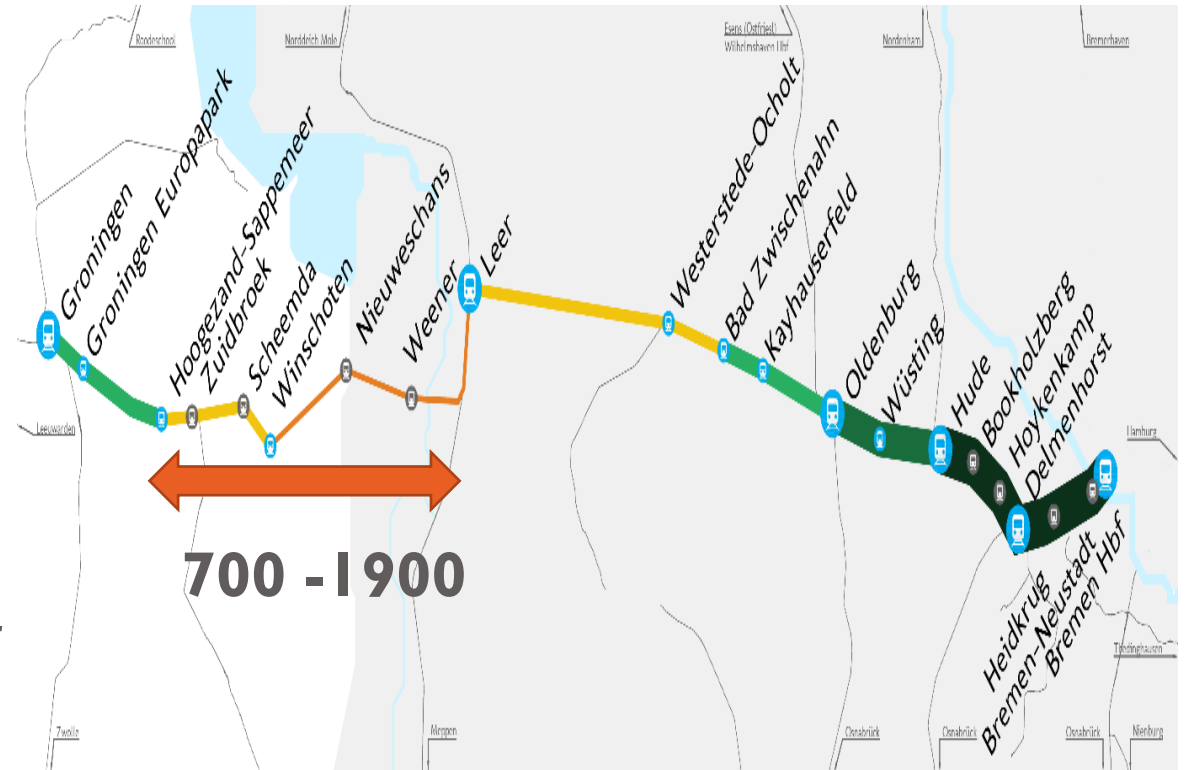 Roodeschool
Norddeich Mole
Esens (Ostfriesl)
Wilhelmshaven Hbf
Nordenham
Bremerhaven
Groningen
Groningen Europapark
Hoogezand-Sappemeer
Zuidbroek
Scheemda
Winschoten
Nieuweschans
Weener
Leer
Westerstede-Ocholt
Bad Zwischenahn
Kayhauserfeld
Oldenburg
Wüsting
Hude
Bookholzberg
Hoykenkamp
Delmenhorst
Leeuwarden
Hamburg
700 -1900
Heidkrug
Bremen-Neustadt
Bremen Hbf
Thedinghausen
Zwolle
Meppen
Osnabrück
Osnabrück
Osnabrück
Nienburg